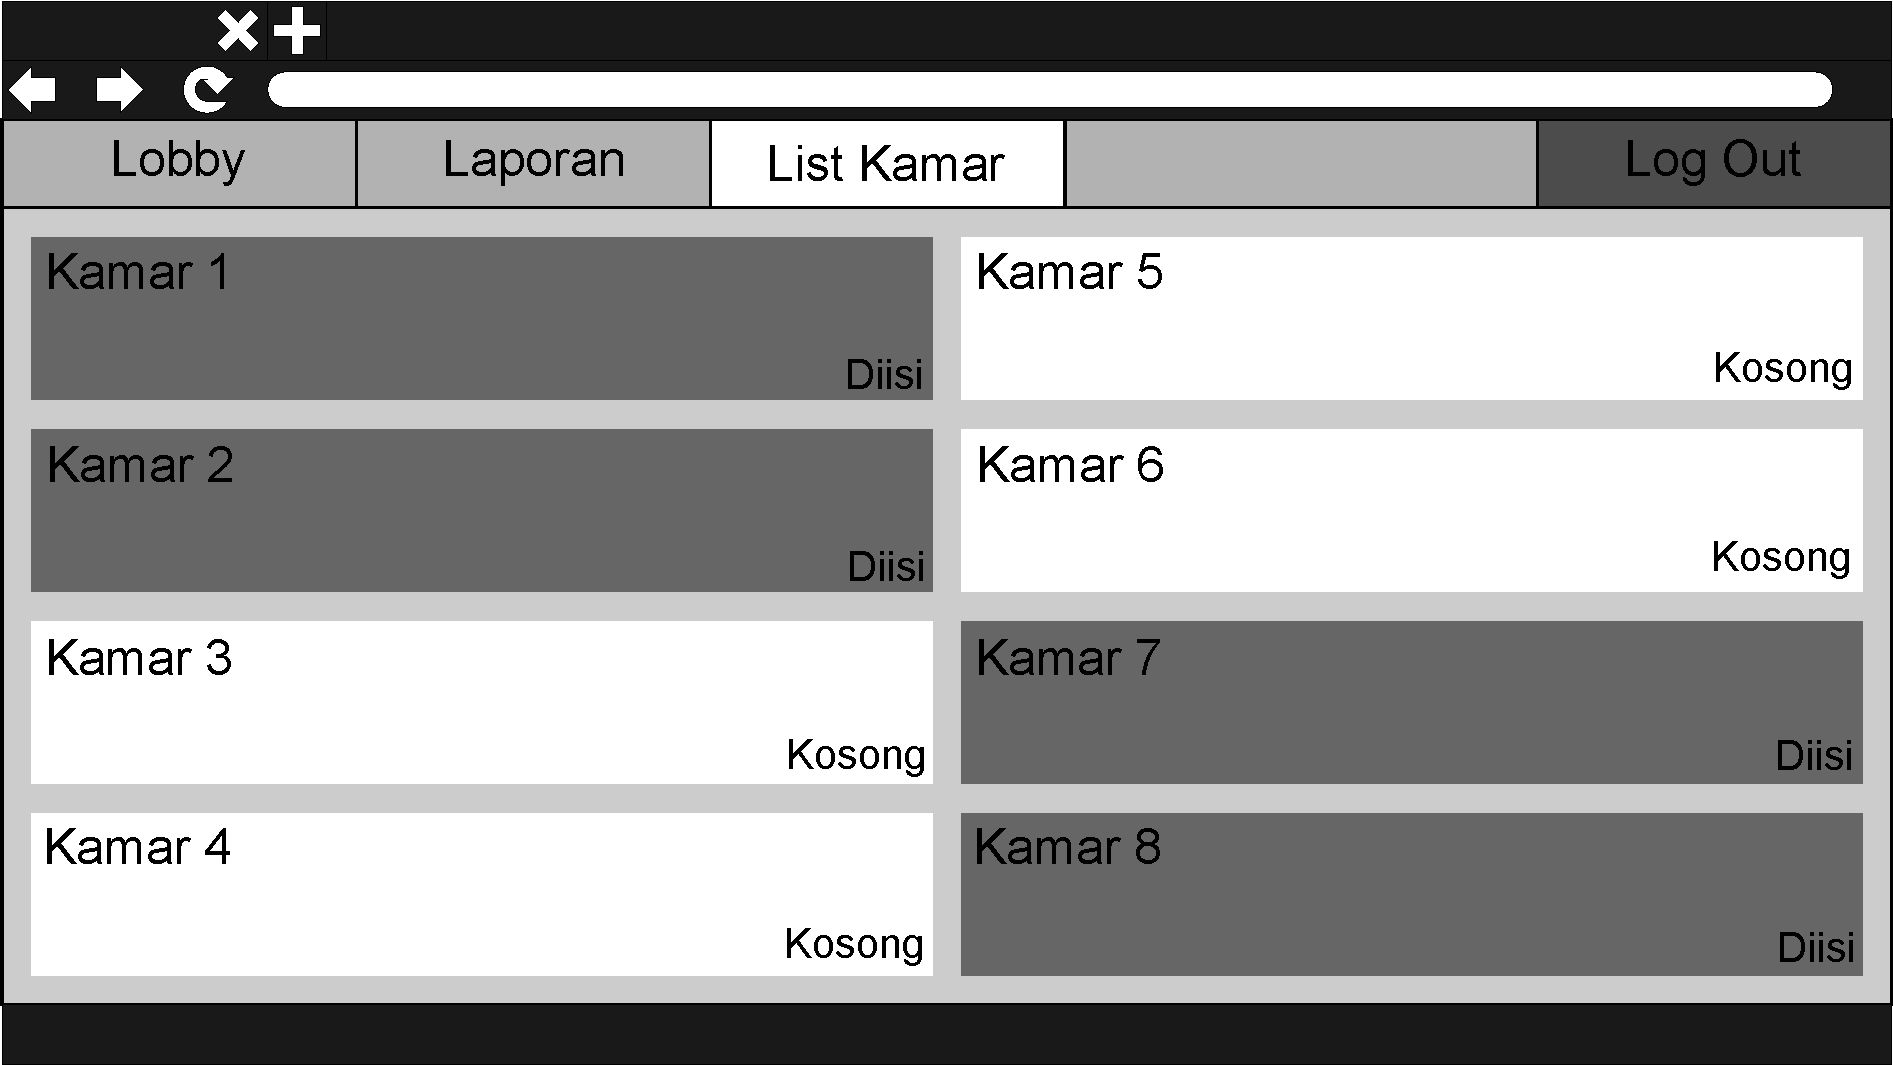 Lobby
Laporan
List Kamar
Log Out
Kamar 1
Diisi
Kamar 5
Kosong
Kamar 2
Diisi
Kamar 6
Kosong
Kamar 3
Kosong
Kamar 7
Diisi
Kamar 4
Kosong
Kamar 8
Diisi